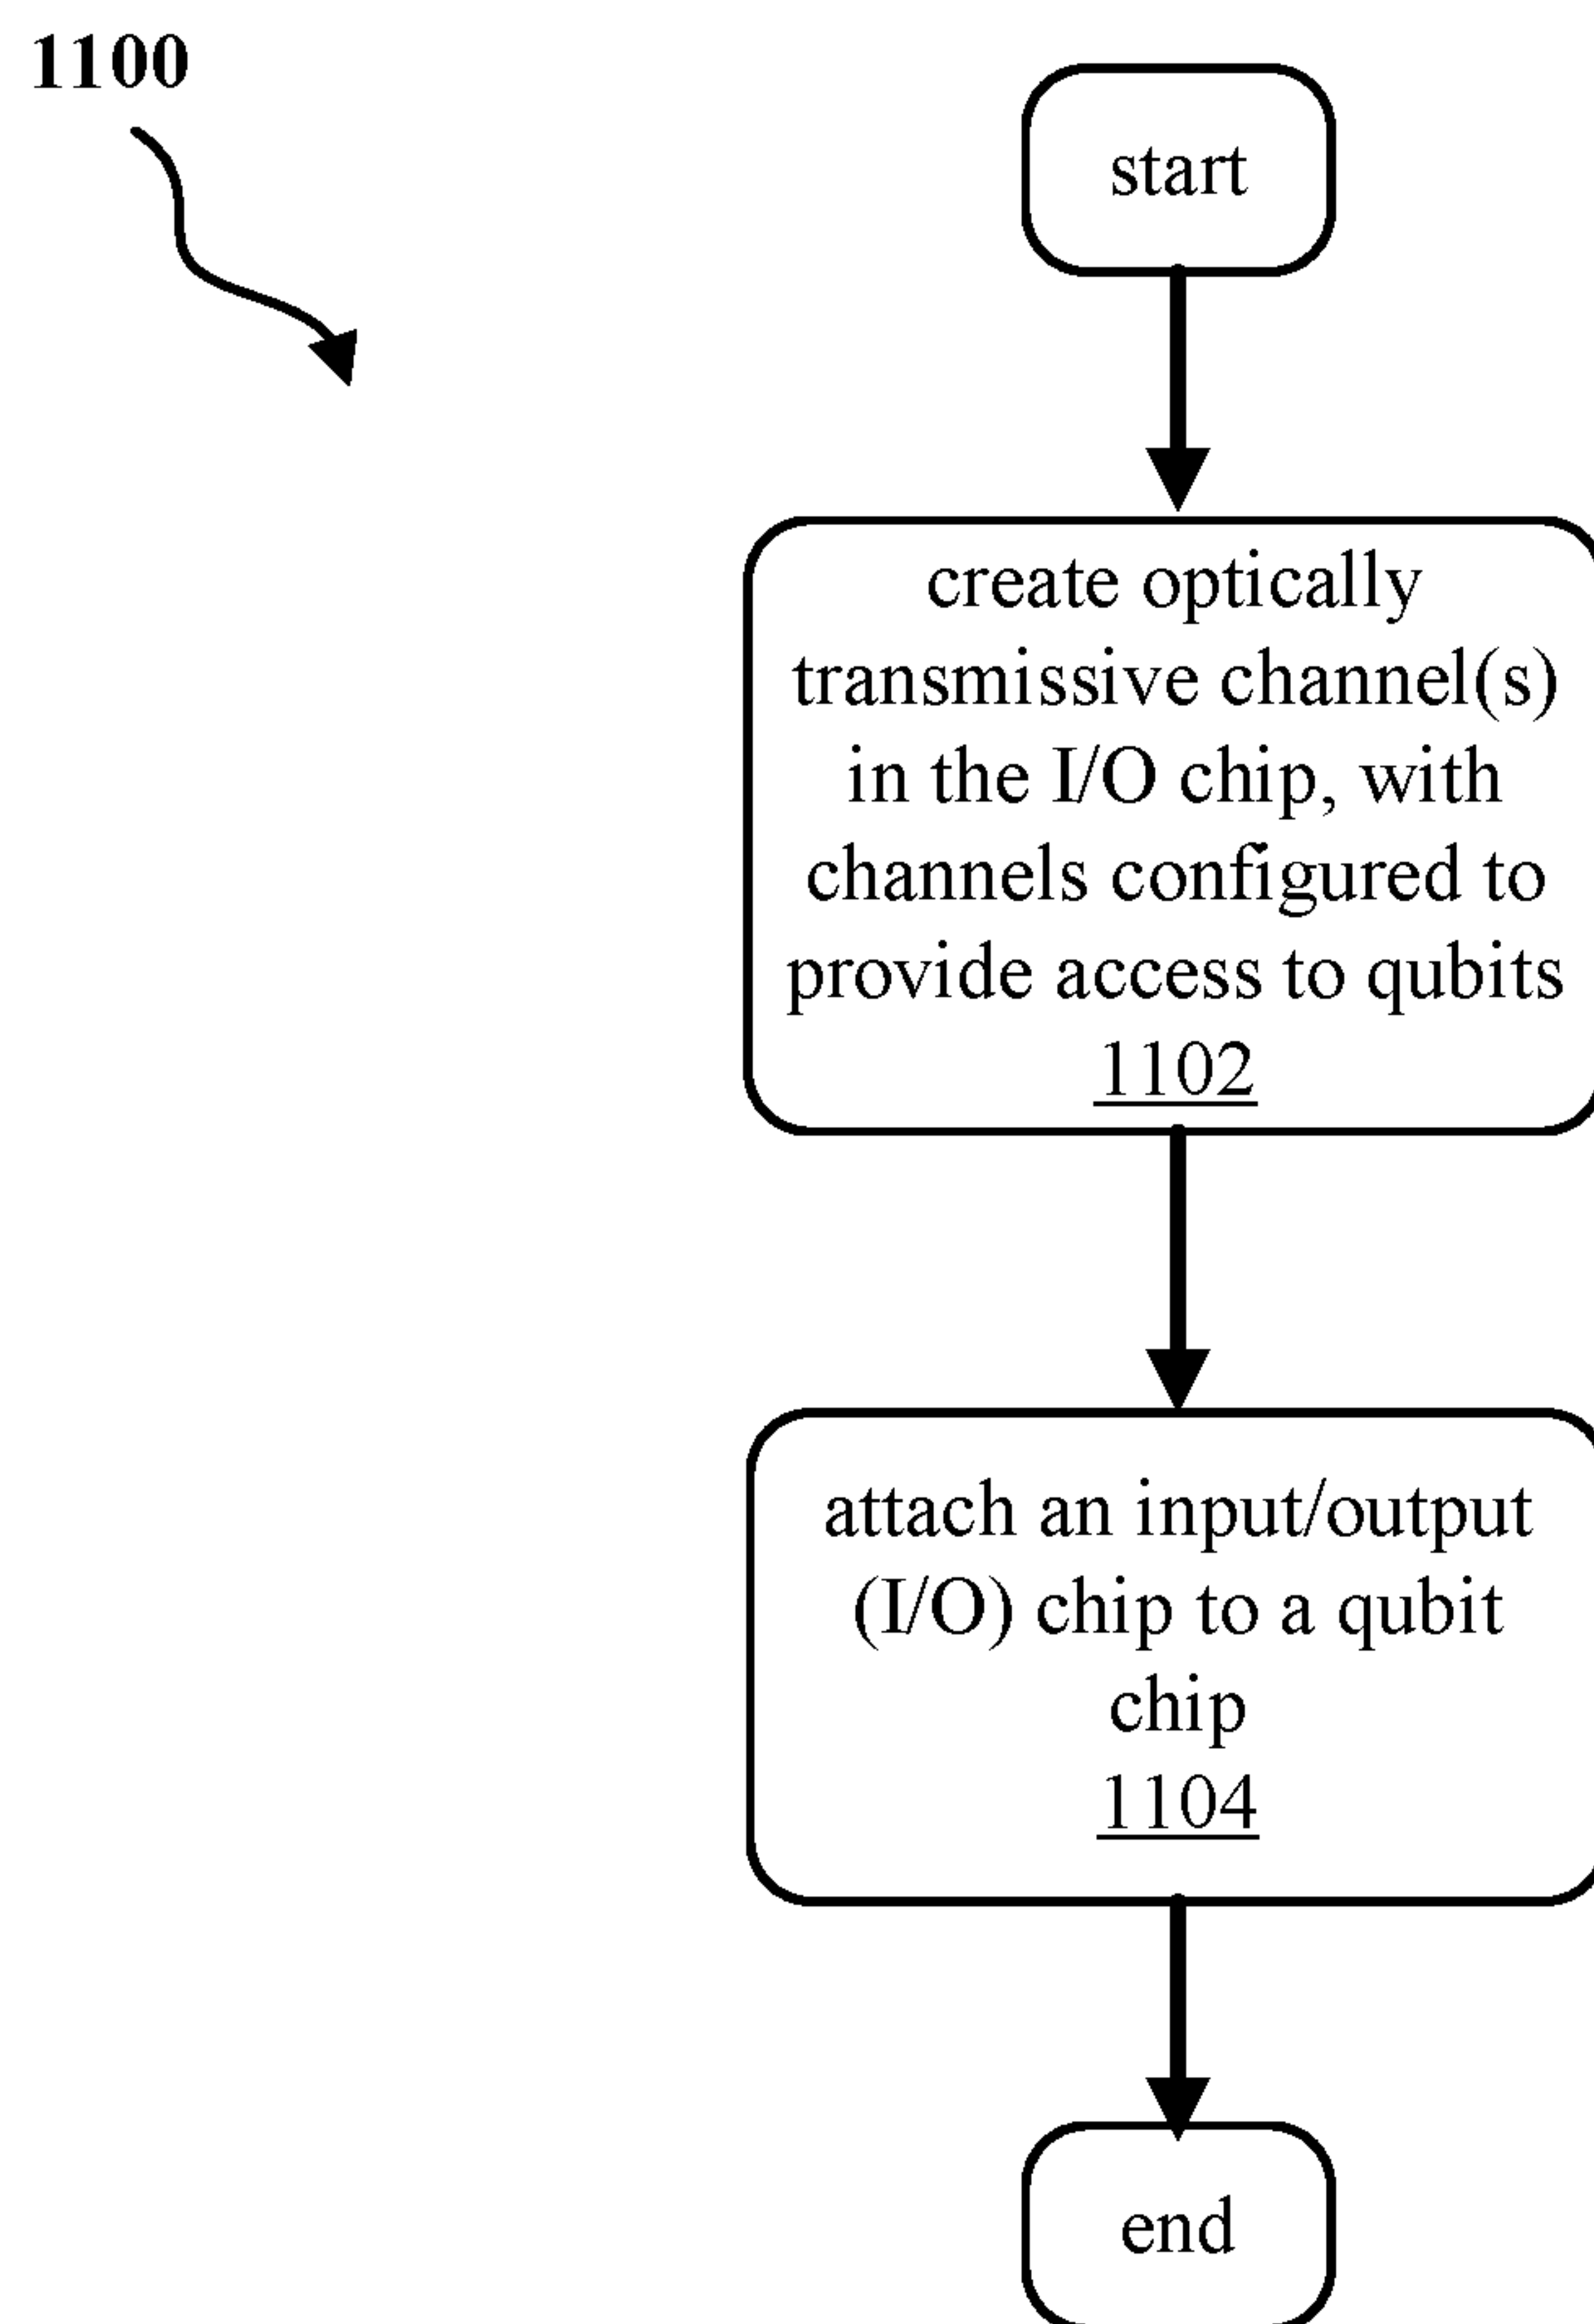 1100
start
create optically
transmissive channel(s)
in the I/O chip, with
channels configured to
provide access to qubits
1102
attach an input/output
(I/O) chip to a qubit
chip
1104
end